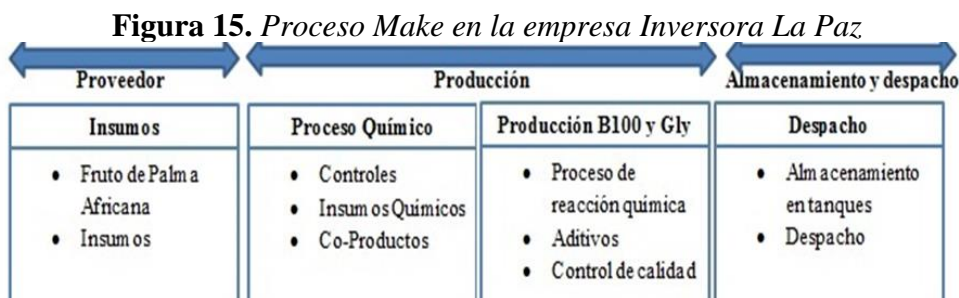 Figura 15. Proceso Make en la empresa Inversora La Paz
Proveedor
Producción
Almacenamiento y despacho
Insumos
• Fruto de Palma
Africana
• Insumos
Proceso Químico
• Controles
• Insumos Quimicos
• Co-Productos
Producción B100 y Gly
• Proceso de
reacción quimica
• Aditivos
• Control de calidad
Despacho
• Almacenamiento
en tanques
• Despacho